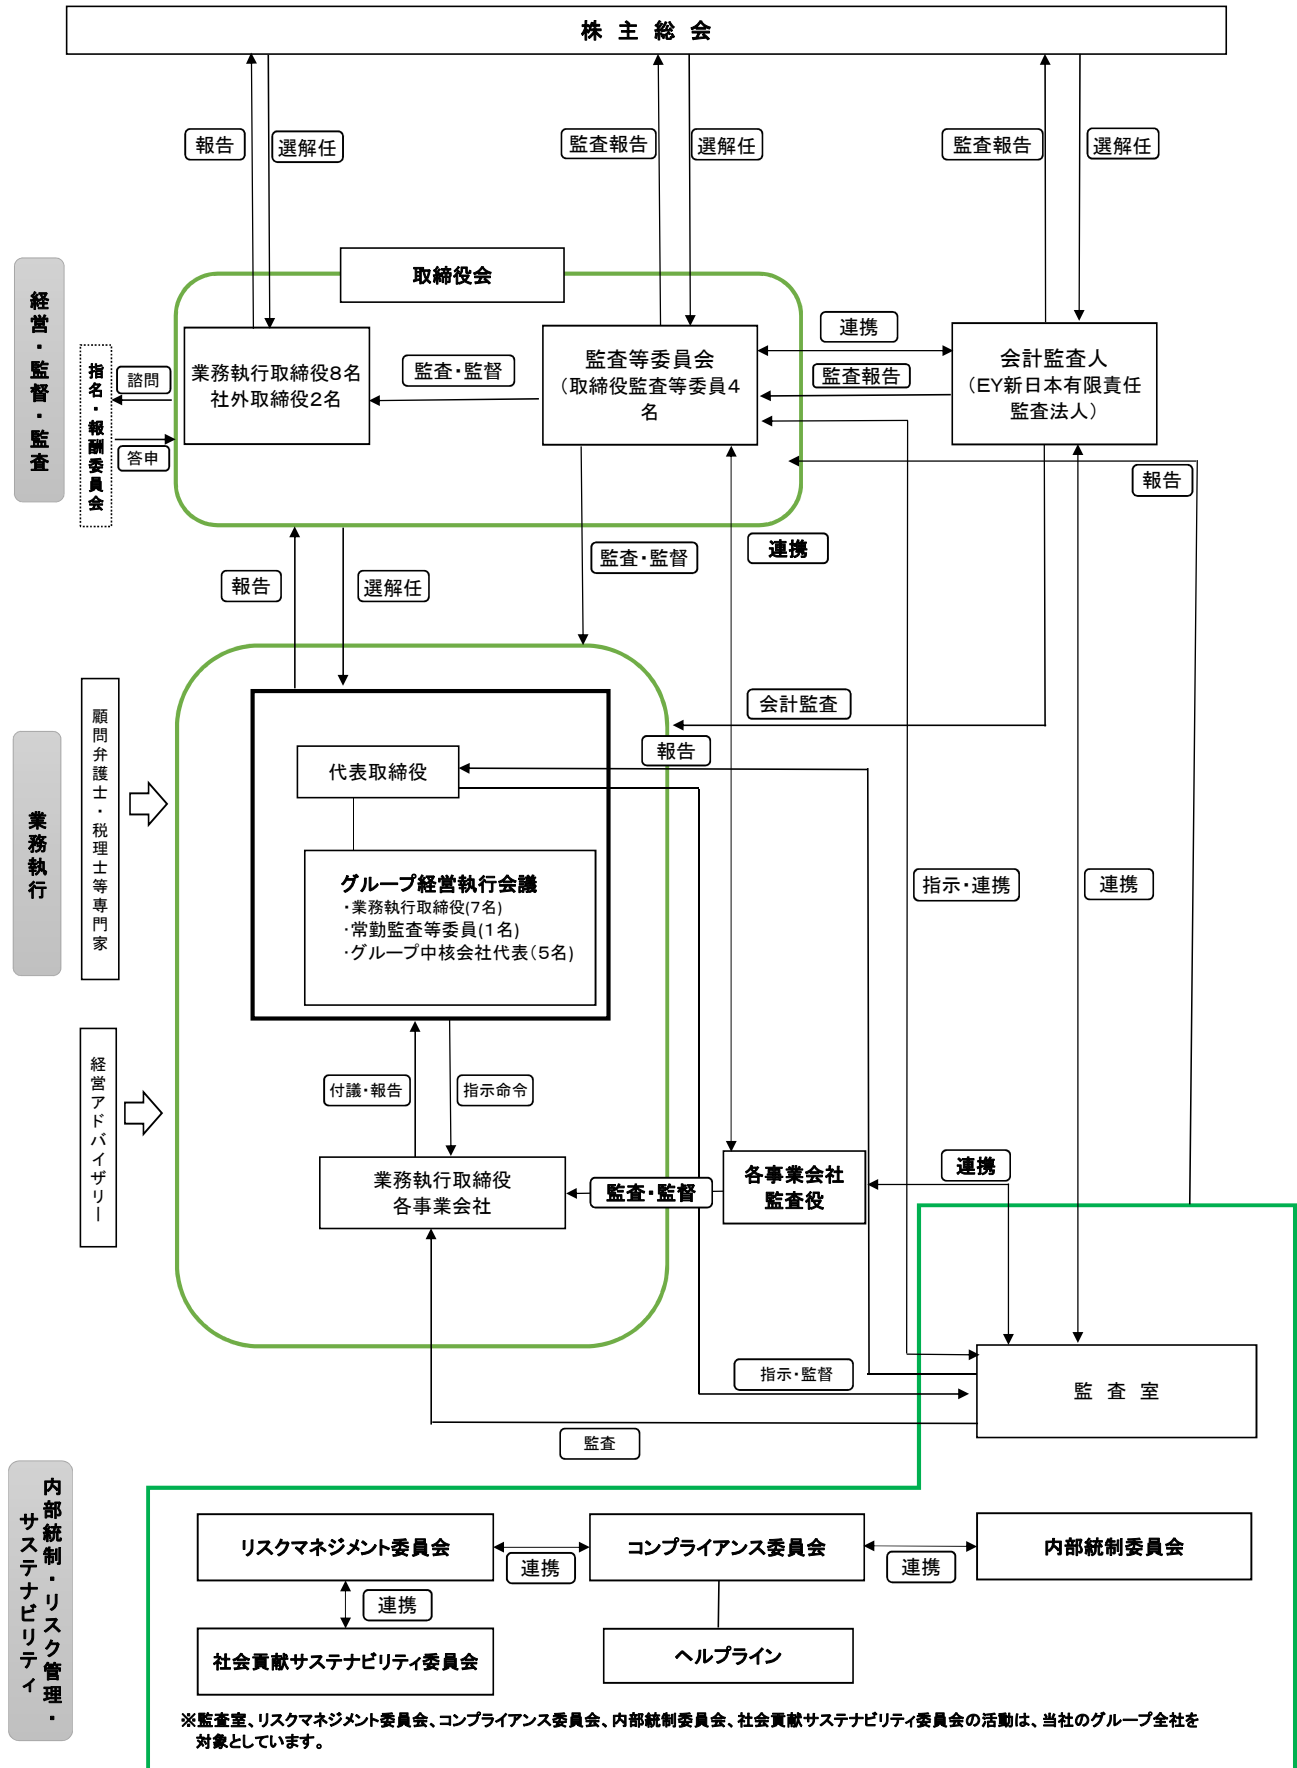 株 主 総 会
報告
選解任
監査報告
選解任
監査報告
選解任
経営・監督・監査
取締役会
指名・報酬委員会
諮問
答申
業務執行取締役8名
社外取締役2名
監査・監督
監査等委員会
(取締役監査等委員4
名)
連携
監査報告
会計監査人
(EY新日本有限責任
監査法人)
報告
報告
選解任
監査・監督
連携
業務執行
顧問弁護士・税理士等専門家
会計監査
報告
代表取締役
グループ経営執行会議
・業務執行取締役(7名)
・常勤監査等委員(1名)
・グループ中核会社代表(5名)
指示・連携
連携
経営アドバイザリー
付議・報告
指示命令
業務執行取締役
各事業会社
監査・監督
各事業会社
監査役
連携
指示・監督
監 査 室
監査
内部統制・リスク管理・
サステナビリティ
リスクマネジメント委員会
連携
コンプライアンス委員会
連携
内部統制委員会
連携
社会貢献サステナビリティ委員会
ヘルプライン
※監査室、リスクマネジメント委員会、コンプライアンス委員会、内部統制委員会、社会貢献サステナビリティ委員会の活動は、当社のグループ全社を
対象としています。